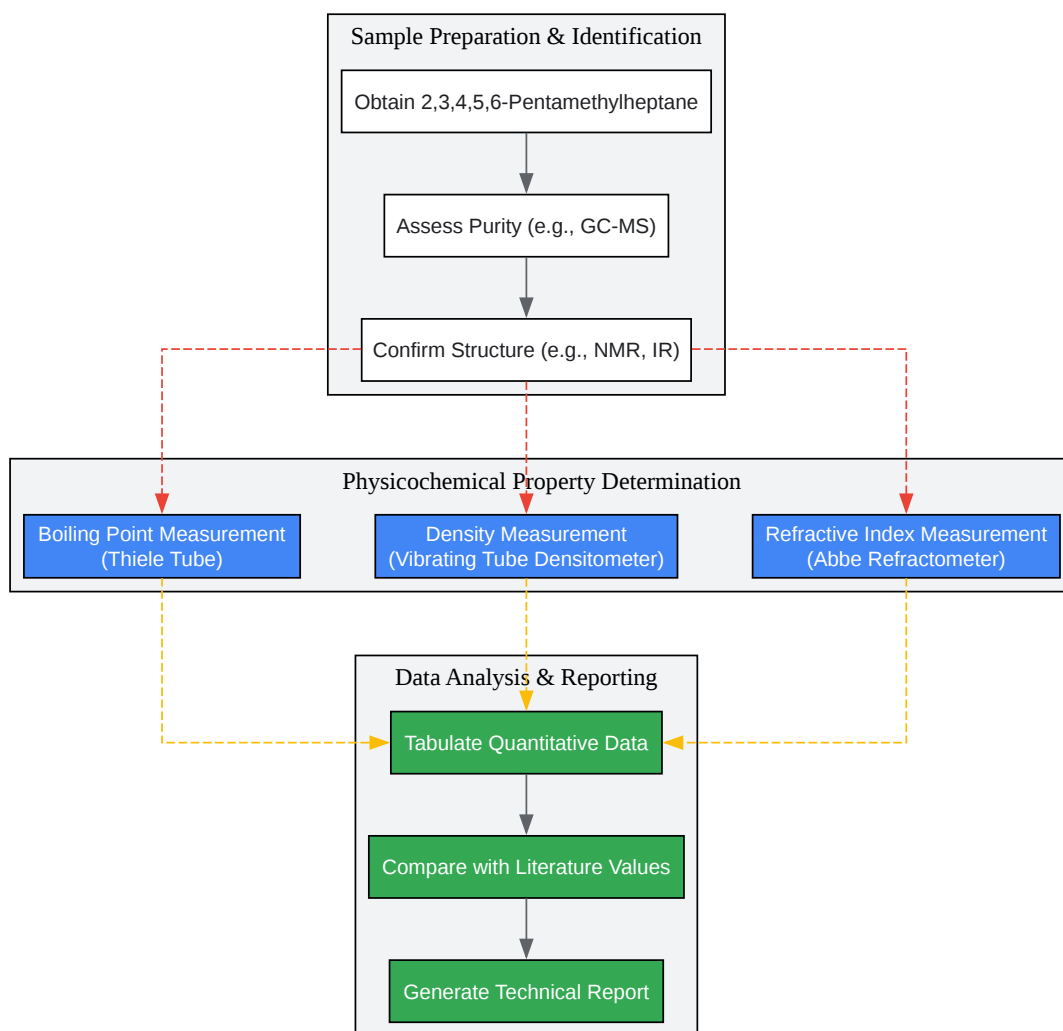 Sample Preparation & Identification
Obtain 2,3,4,5,6-Pentamethylheptane
Assess Purity (e.g., GC-MS)
Confirm Structure (e.g., NMR, IR)
Physicochemical Property Determination
Boiling Point Measurement
(Thiele Tube)
Density Measurement
(Vibrating Tube Densitometer)
Refractive Index Measurement
(Abbe Refractometer)
Data Analysis & Reporting
Tabulate Quantitative Data
Compare with Literature Values
Generate Technical Report